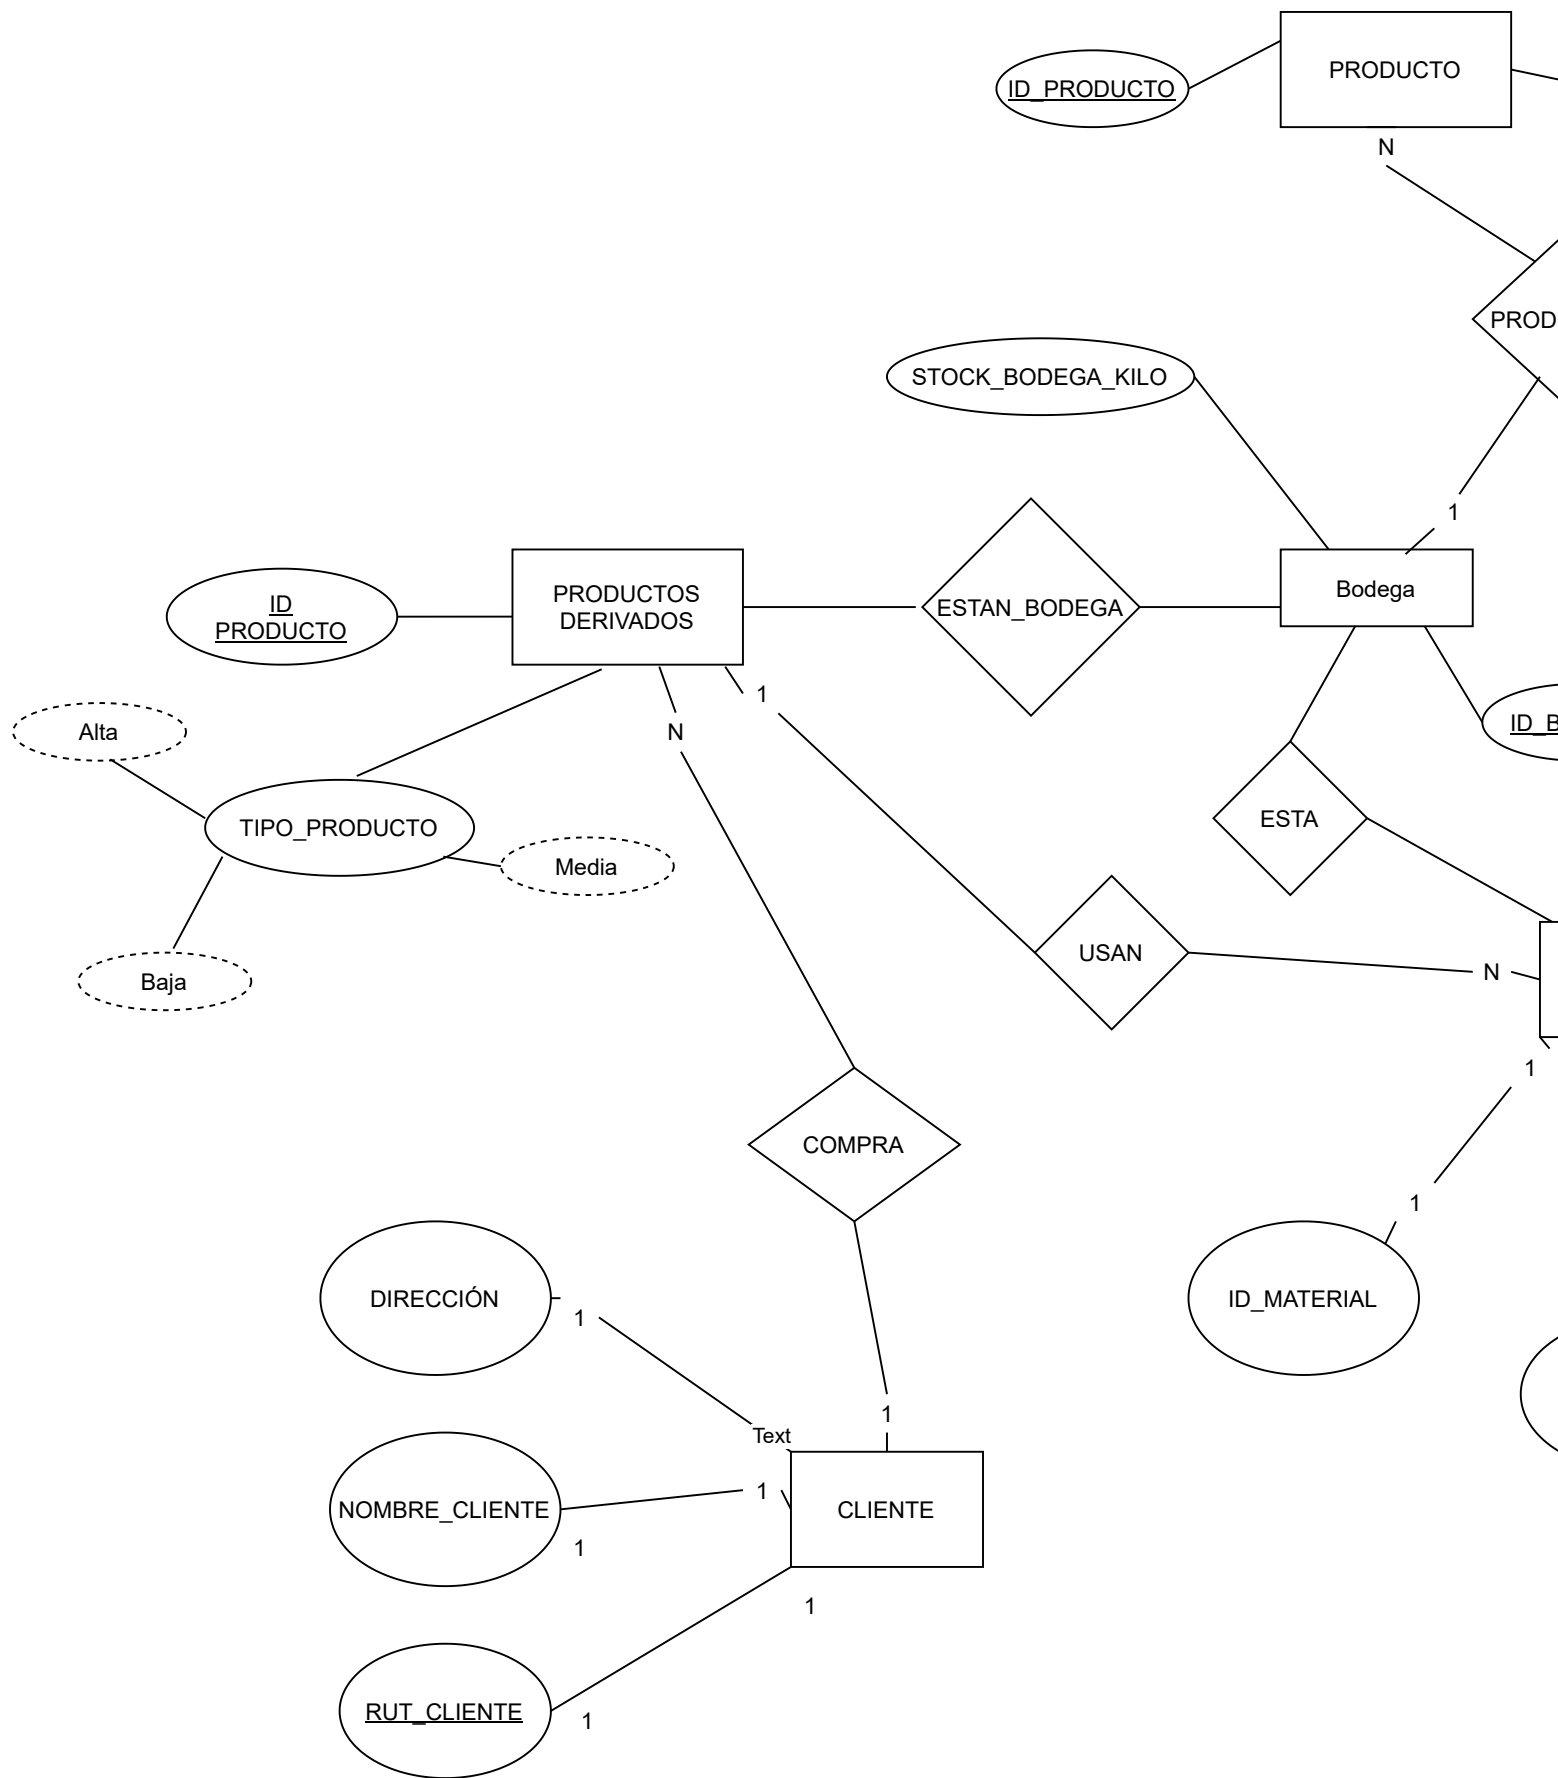 PRODUCTO
ID_PRODUCTO
N
PROD
STOCK_BODEGA_KILO
1
PRODUCTOS
DERIVADOS
ESTAN_BODEGA
Bodega
ID
PRODUCTO
1
N
Alta
ID_B
TIPO_PRODUCTO
ESTA
Media
USAN
N
Baja
1
COMPRA
1
DIRECCIÓN
ID_MATERIAL
1
1
Text
1
NOMBRE_CLIENTE
CLIENTE
1
1
RUT_CLIENTE
1